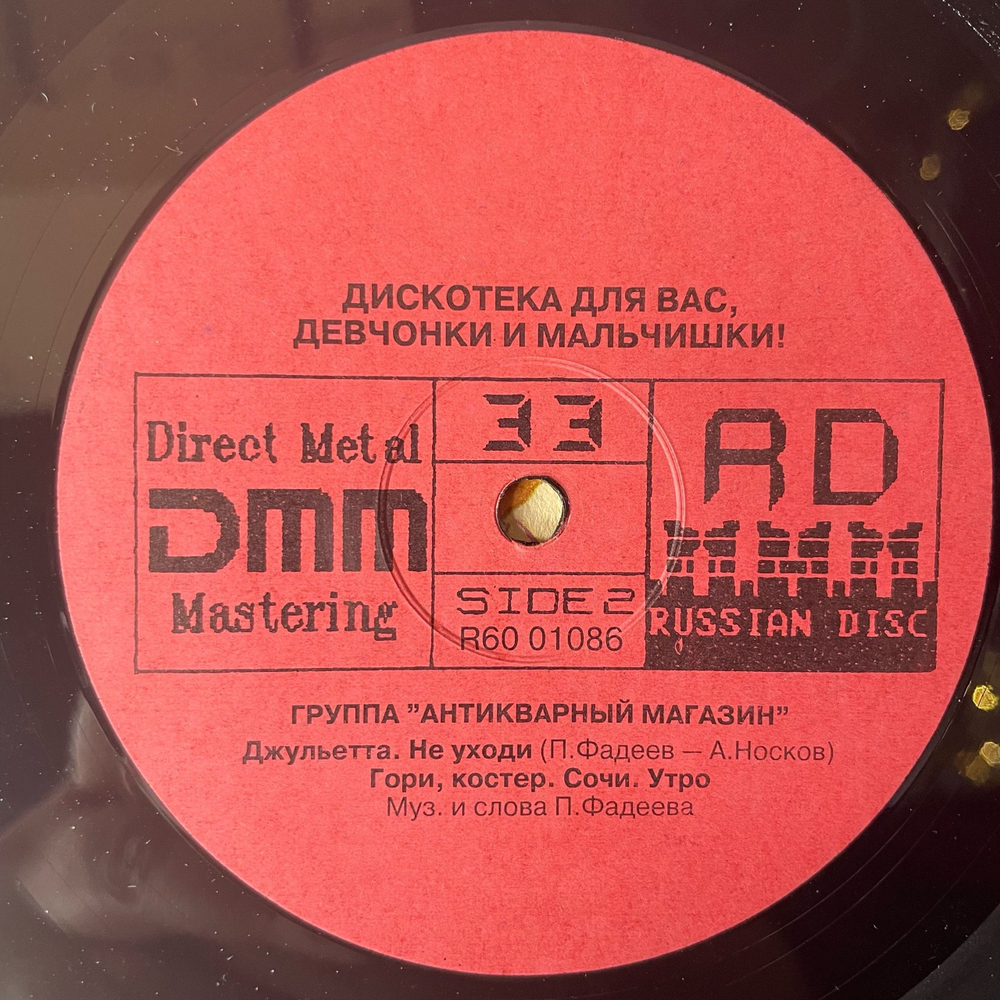 ДИСКОТЕКА ДЛЯ ВАС,
ДЕВЧОНКИ И МАЛЬЧИШКИ!
Direct Metal
DMM
Mastering
33
SIDE 2
R60 01086
RD
RUSSIAN DISC
ГРУППА "АНТИКВАРНЫЙ МАГАЗИН"
Джульетта. Не уходи (П.Фадеев — А.Носков)
Гори, костер. Сочи. Утро
Муз. и слова П.Фадеева